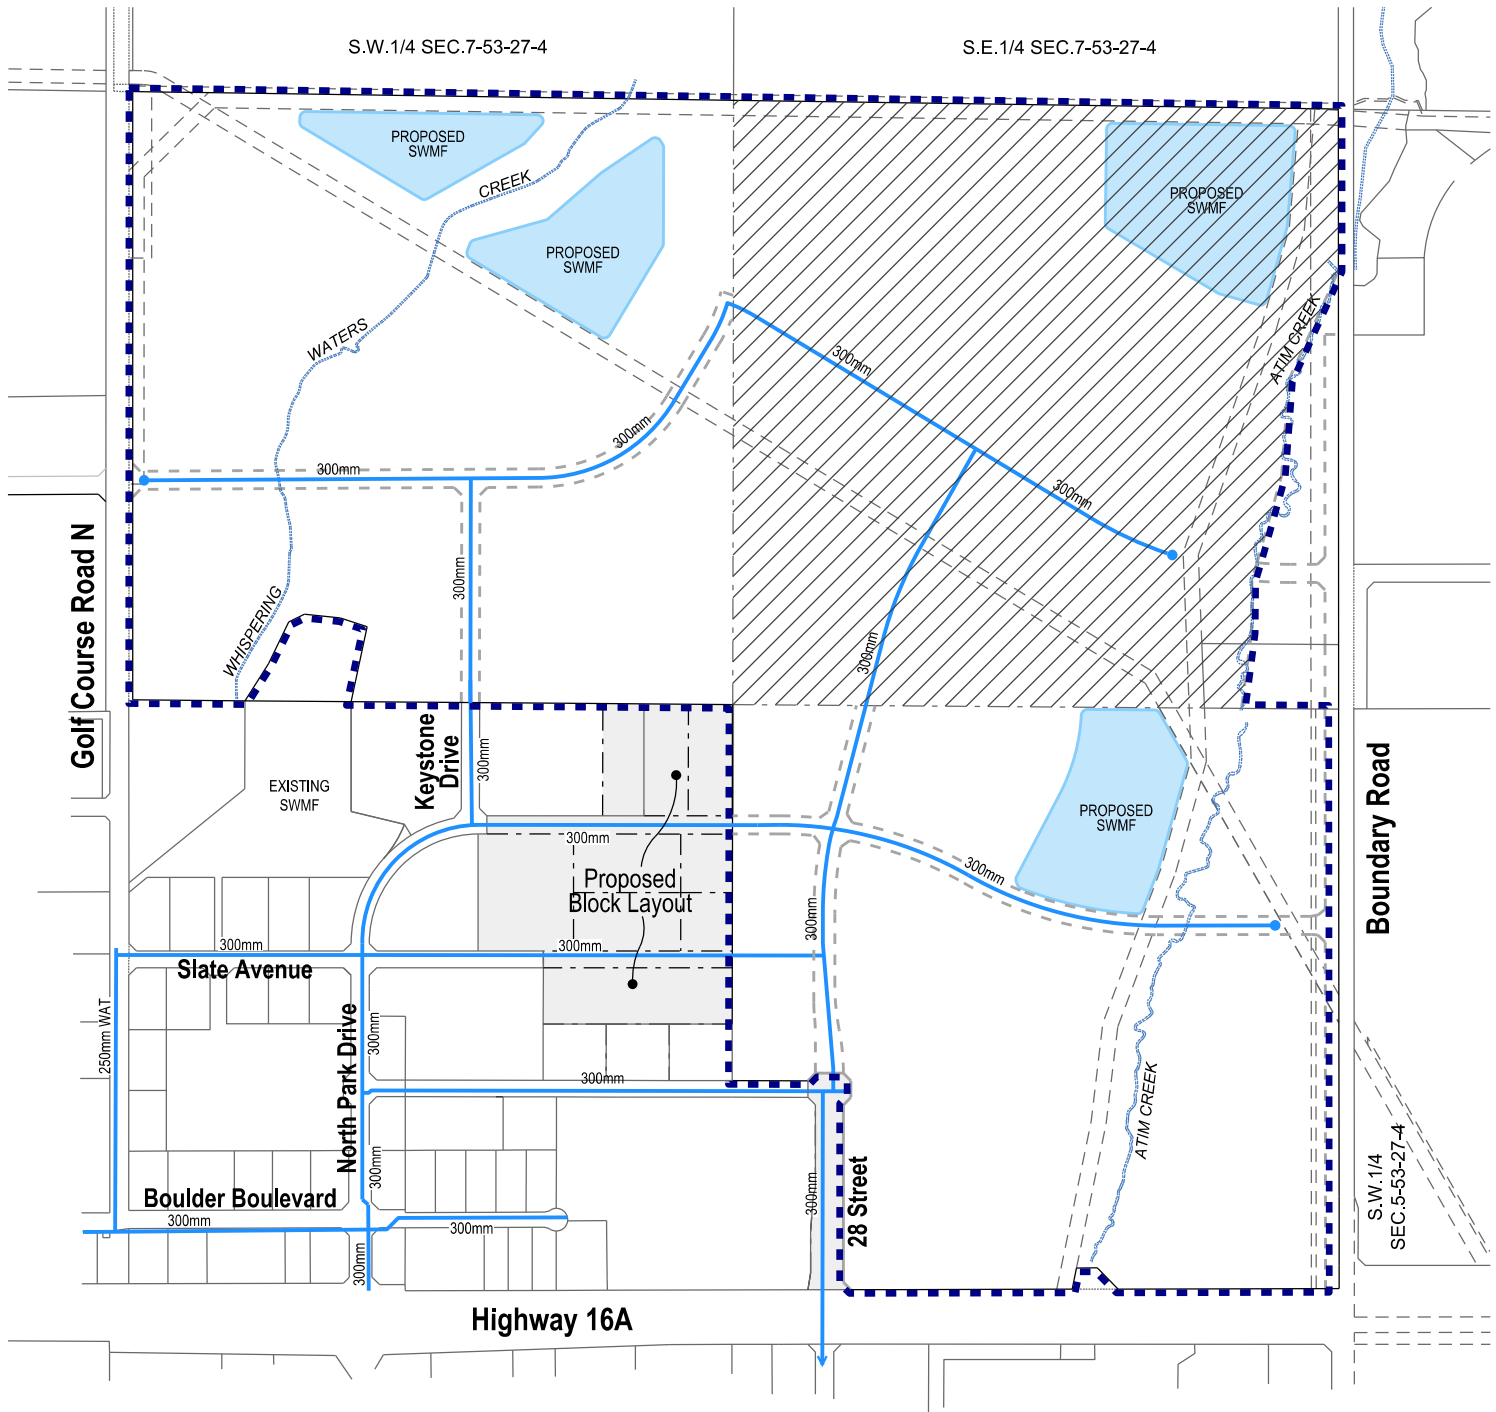 S.W.1/4 SEC.7-53-27-4
S.E.1/4 SEC.7-53-27-4
PROPOSED
SWMF
CREEK
PROPOSED
SWMF
PROPOSED
SWMF
WATERS
ATIM CREEK
300mm
300mm
300mm
300mm
300mm
WHISPERING
300mm
Golf Course Road N
Keystone
Drive
300mm
EXISTING
SWMF
PROPOSED
SWMF
Boundary Road
300mm
300mm
Proposed
Block Layout
300mm
300mm
300mm
Slate Avenue
250mm WAT
North Park Drive
300mm
300mm
ATIM CREEK
300mm
300mm
28 Street
S.W.1/4
SEC.5-53-27-4
Boulder Boulevard
300mm
300mm
300mm
Highway 16A